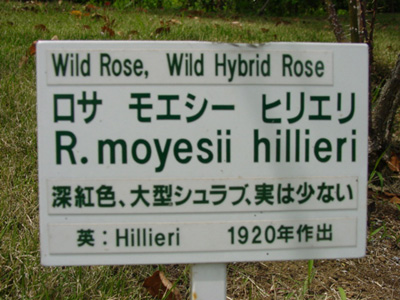 Wild Rose, Wild Hybrid Rose
ロサ モエシー ヒリエリ
R. moyesii hillieri
深紅色、大型シュラブ、実は少ない
英：Hillieri 1920年作出